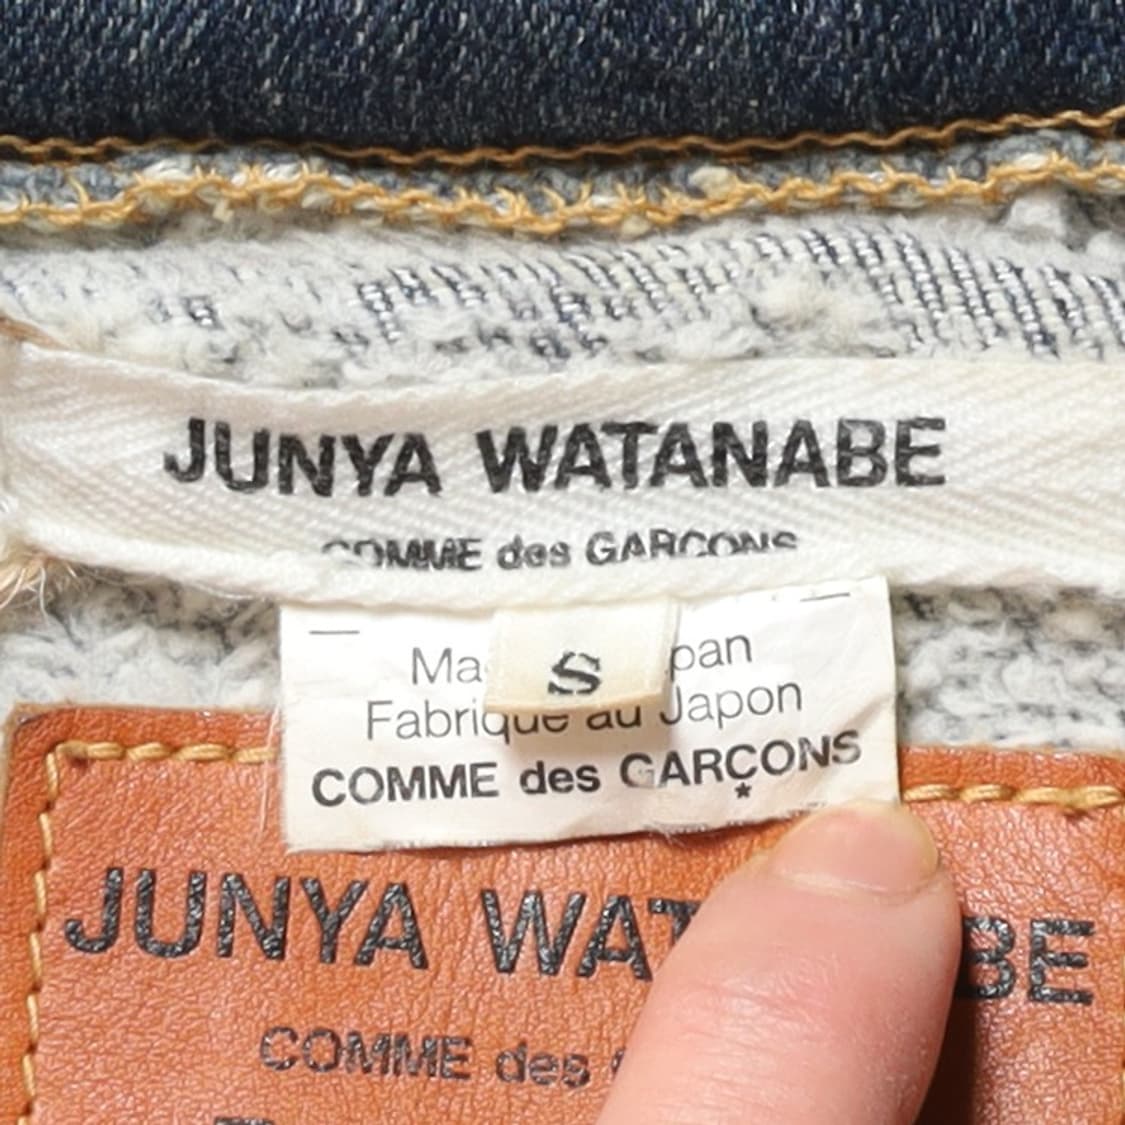 JUNYA WATANABE
COMME des GARCONS
S
Fabrique au Japon
COMME des GARÇONS
*
JUNYA
COMME des